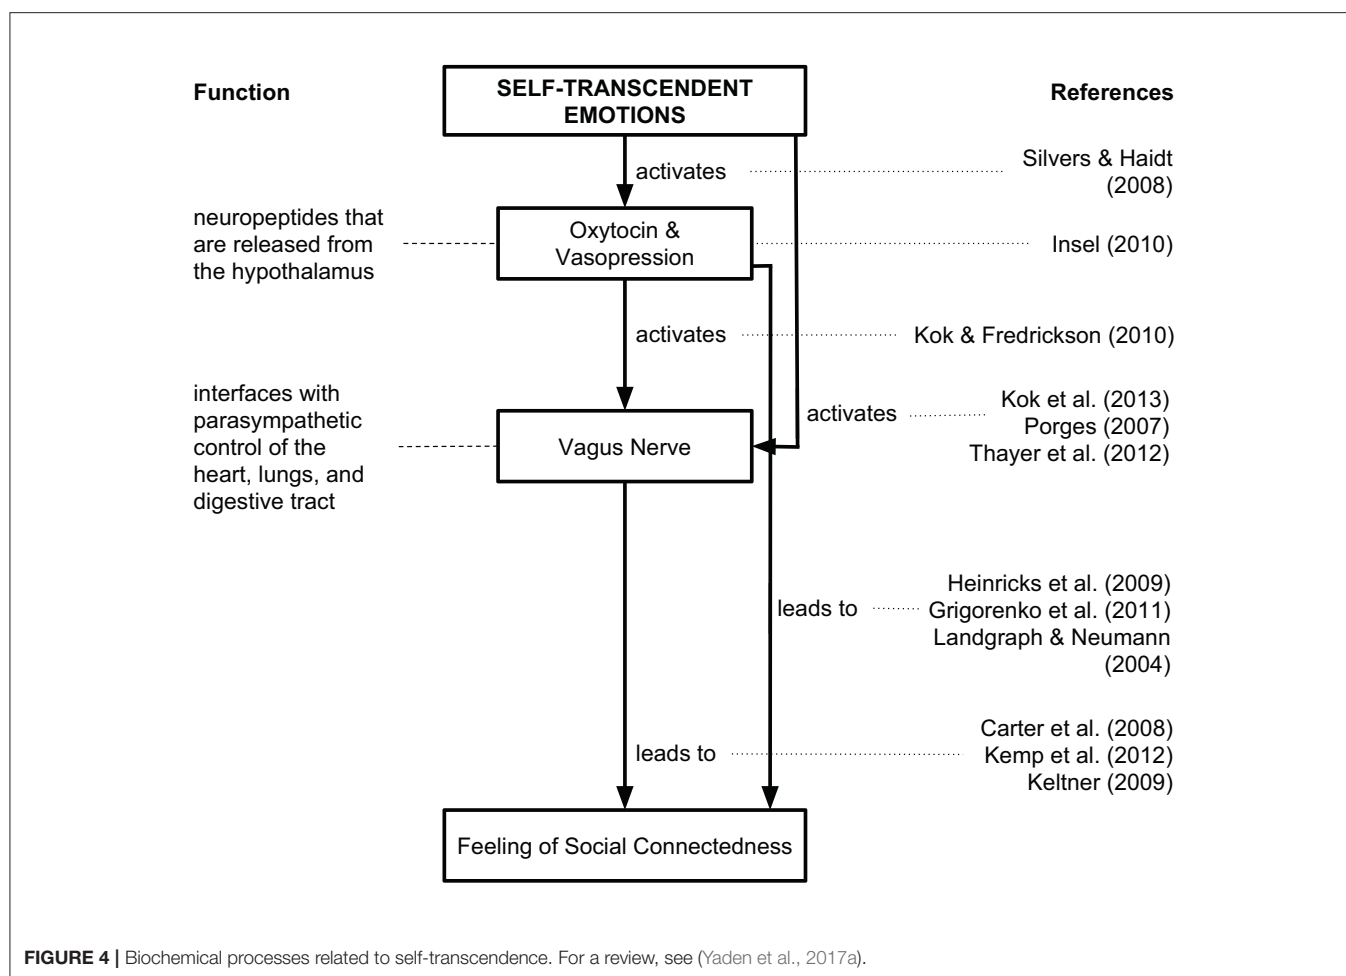 Function
SELF-TRANSCENDENT
EMOTIONS
References
activates
Silvers & Haidt
(2008)
neuropeptides that
are released from
the hypothalamus
Oxytocin &
Vasopression
Insel (2010)
activates
Kok & Fredrickson (2010)
interfaces with
parasympathetic
control of the
heart, lungs, and
digestive tract
Vagus Nerve
activates
Kok et al. (2013)
Porges (2007)
Thayer et al. (2012)
leads to
Heinricks et al. (2009)
Grigorenko et al. (2011)
Landgraph & Neumann
(2004)
leads to
Carter et al. (2008)
Kemp et al. (2012)
Keltner (2009)
Feeling of Social Connectedness
FIGURE 4 | Biochemical processes related to self-transcendence. For a review, see (Yaden et al., 2017a).